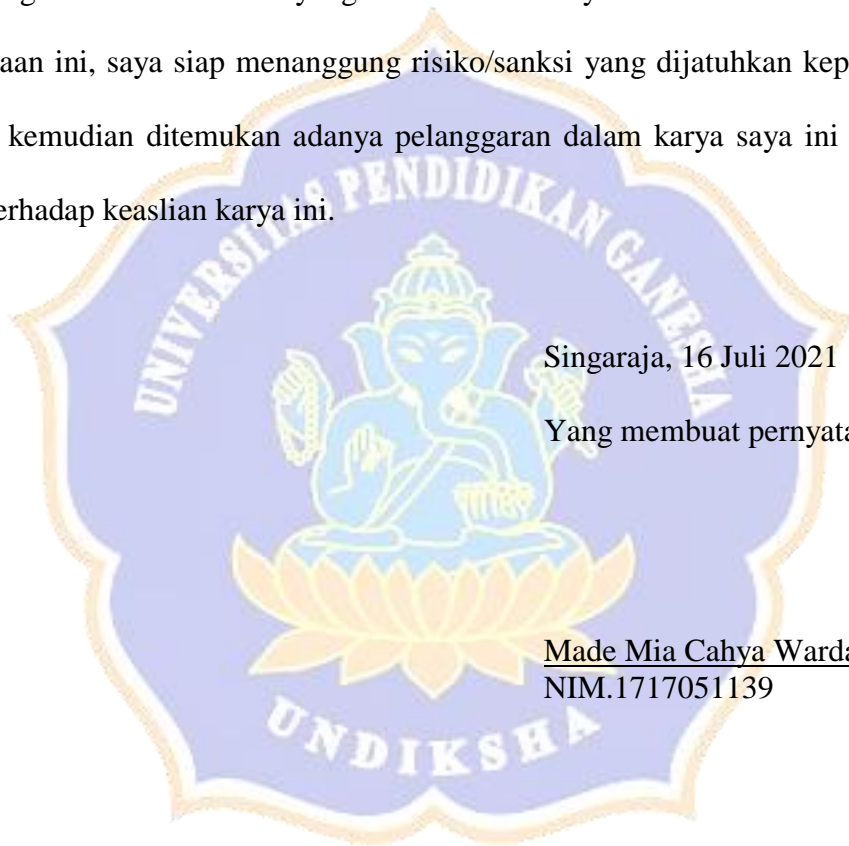 aan ini, saya siap menanggung risiko/sanksi yang dijatuhkan kep
kemudian ditemukan adanya pelanggaran dalam karya saya ini
erhadap keaslian karya ini.
UNIVERSITAS PENDIDIKAN GANESHA
Singaraja, 16 Juli 2021
Yang membuat pernyata
Made Mia Cahya Warda
NIM.1717051139
UNDIKSHA